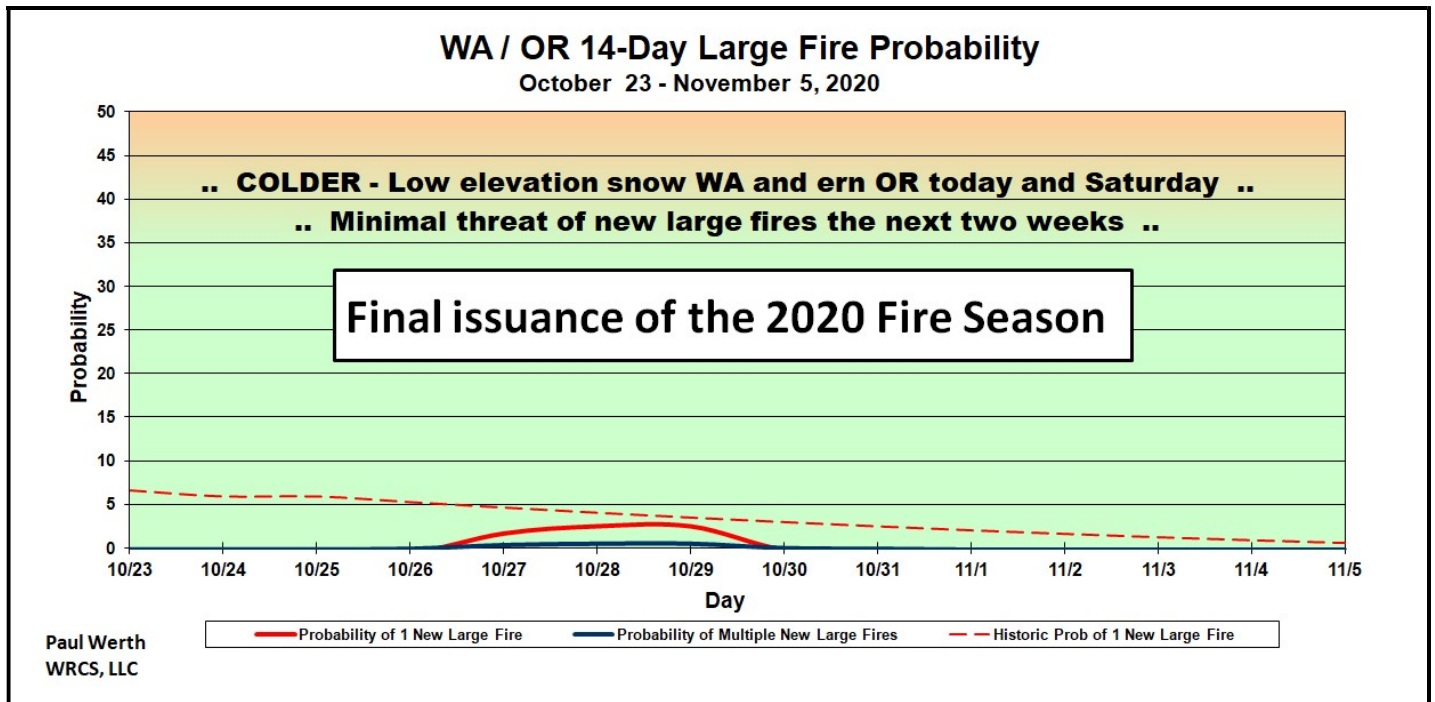 WA / OR 14-Day Large Fire Probability
October 23 - November 5, 2020
50
45
40
35
30
25
20
15
10
5
0
Probability
.. COLDER - Low elevation snow WA and ern OR today and Saturday ..
.. Minimal threat of new large fires the next two weeks ..
Final issuance of the 2020 Fire Season
10/23 10/24 10/25 10/26 10/27 10/28 10/29 10/30 10/31 11/1 11/2 11/3 11/4 11/5
Day
Probability of 1 New Large Fire Probability of Multiple New Large Fires Historic Prob of 1 New Large Fire
Paul Werth
WRCS, LLC